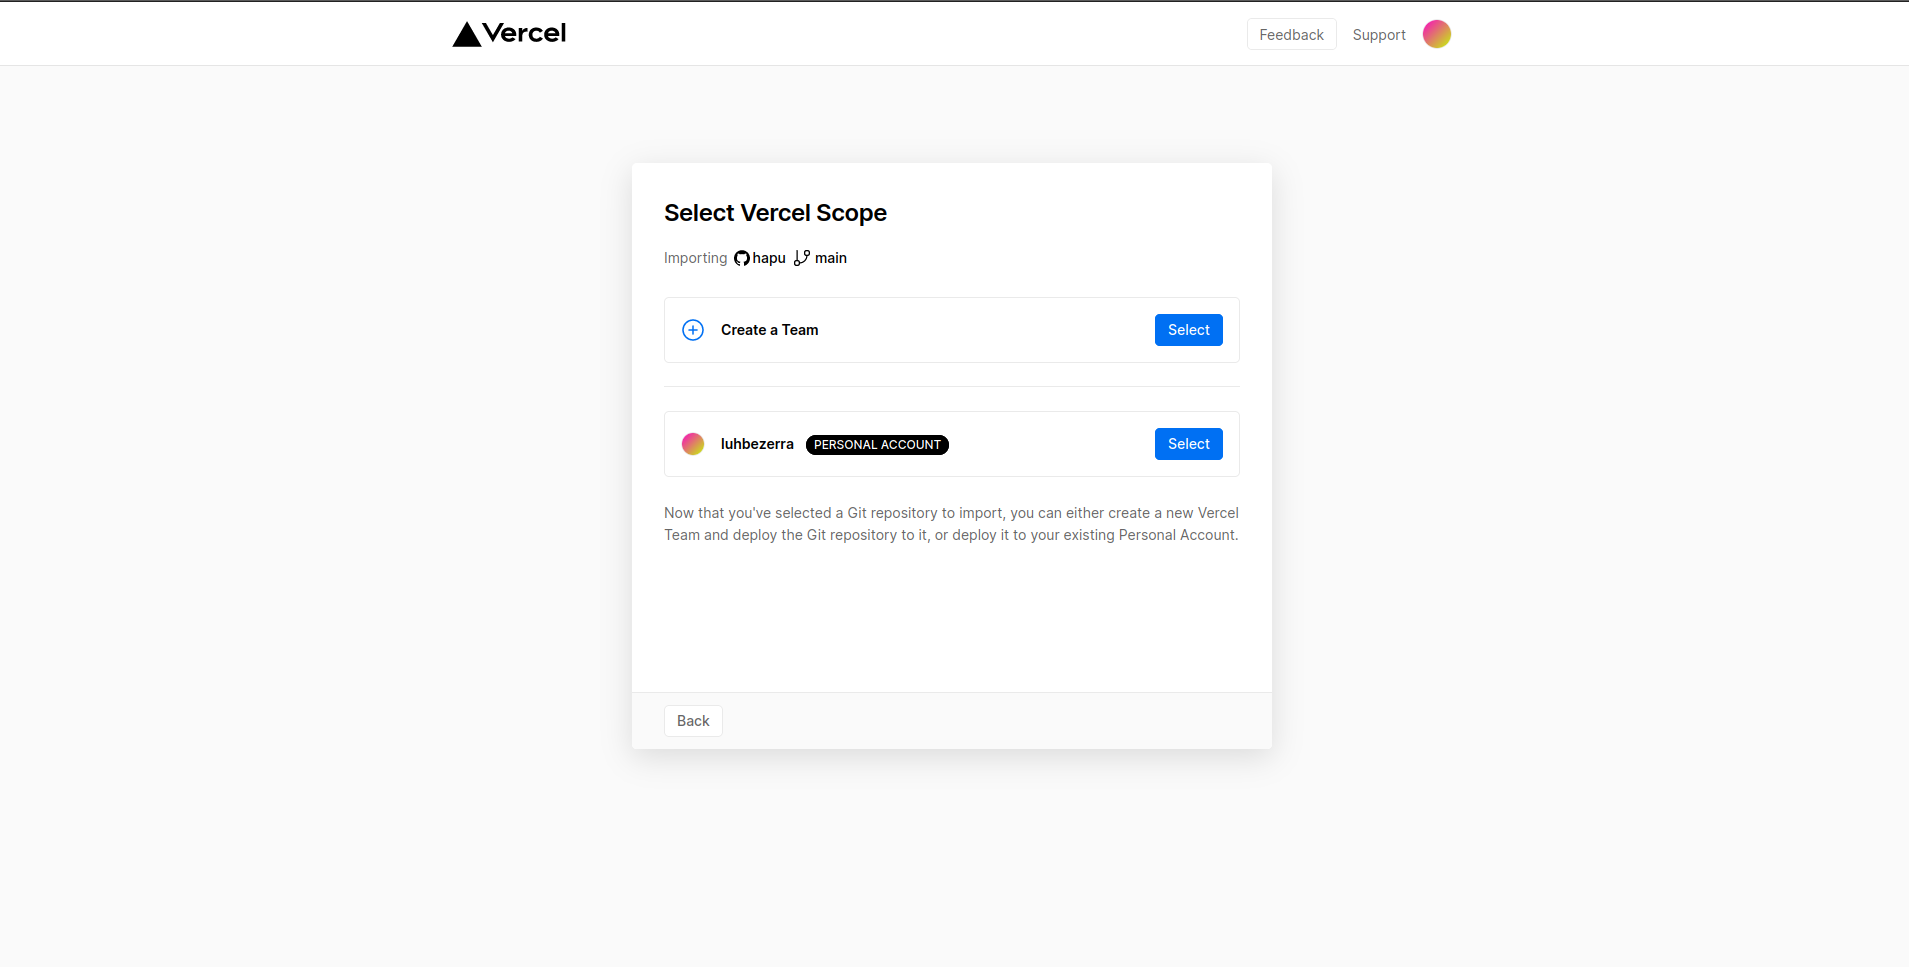 Vercel
Feedback
Support
Select Vercel Scope
Importing hapu main
Create a Team
Select
luhbezerra PERSONAL ACCOUNT
Select
Now that you've selected a Git repository to import, you can either create a new Vercel
Team and deploy the Git repository to it, or deploy it to your existing Personal Account.
Back